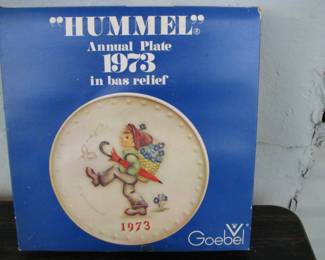 "HUMMEL"®
Annual Plate
1973
in bas relief
1973
Goebel